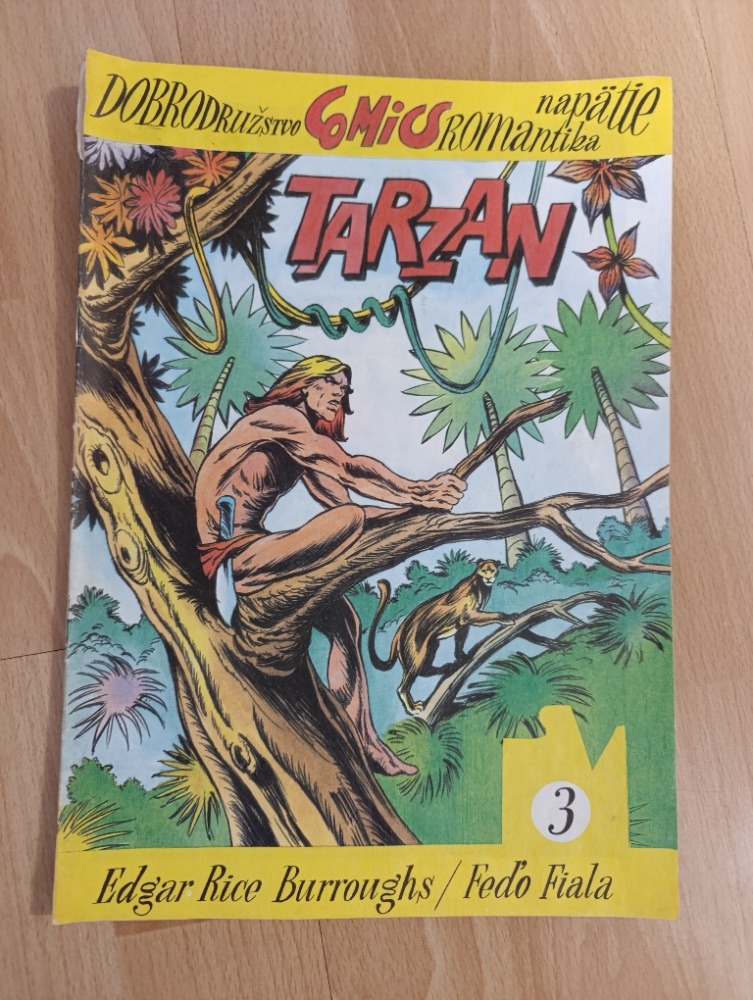 DOBRODRUŽSTVO COMICS ROMANTIKA napätie
TARZAN
3
Edgar Rice Burroughs / Feďo Fiala